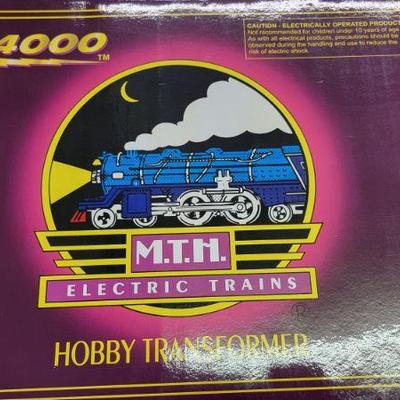 4000 ™
CAUTION - ELECTRICALLY OPERATED PRODUCT
Not recommended for children under 10 years of age
As with all electrical products, precautions should be
observed during the handling and use to reduce the
risk of electric shock
M.T.H.
ELECTRIC TRAINS
®
HOBBY TRANSFORMER